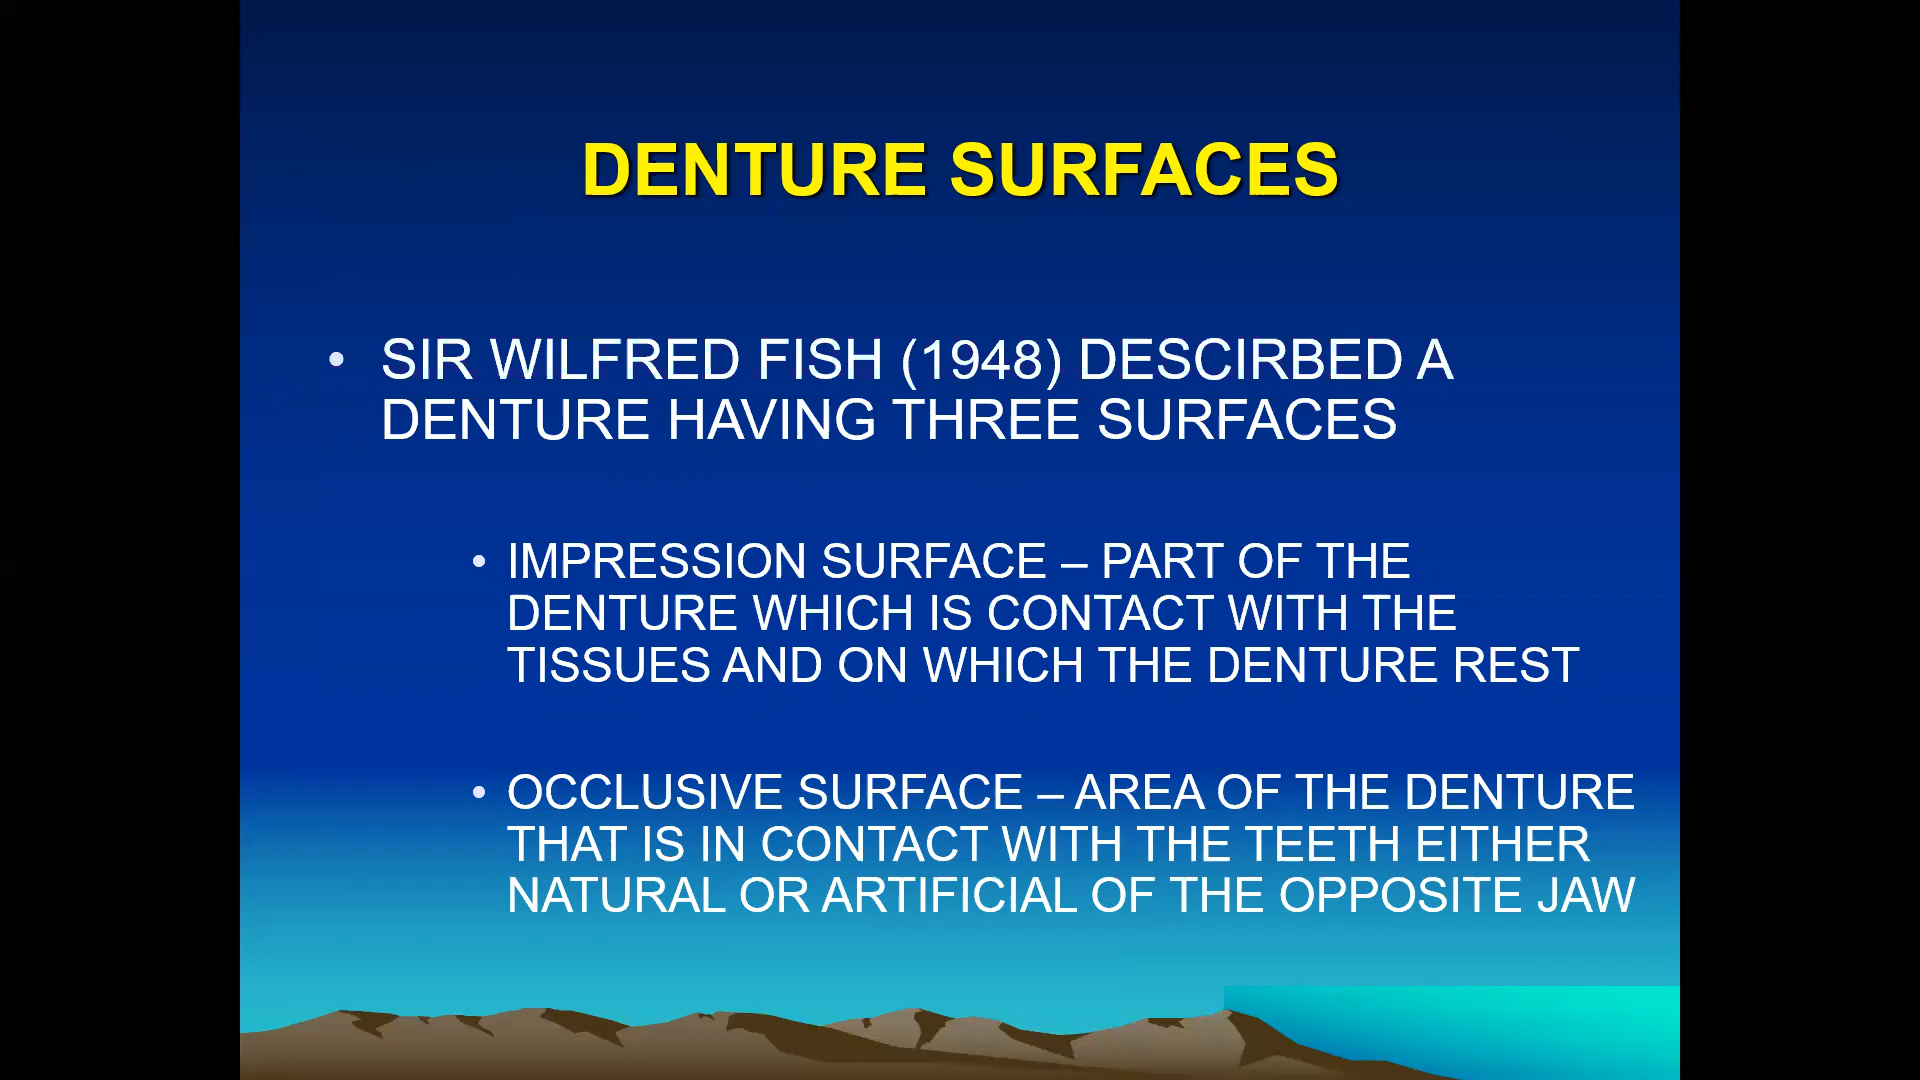 DENTURE SURFACES
• SIR WILFRED FISH (1948) DESCIRBED A
DENTURE HAVING THREE SURFACES
• IMPRESSION SURFACE – PART OF THE
DENTURE WHICH IS CONTACT WITH THE
TISSUES AND ON WHICH THE DENTURE REST
• OCCLUSIVE SURFACE – AREA OF THE DENTURE
THAT IS IN CONTACT WITH THE TEETH EITHER
NATURAL OR ARTIFICIAL OF THE OPPOSITE JAW